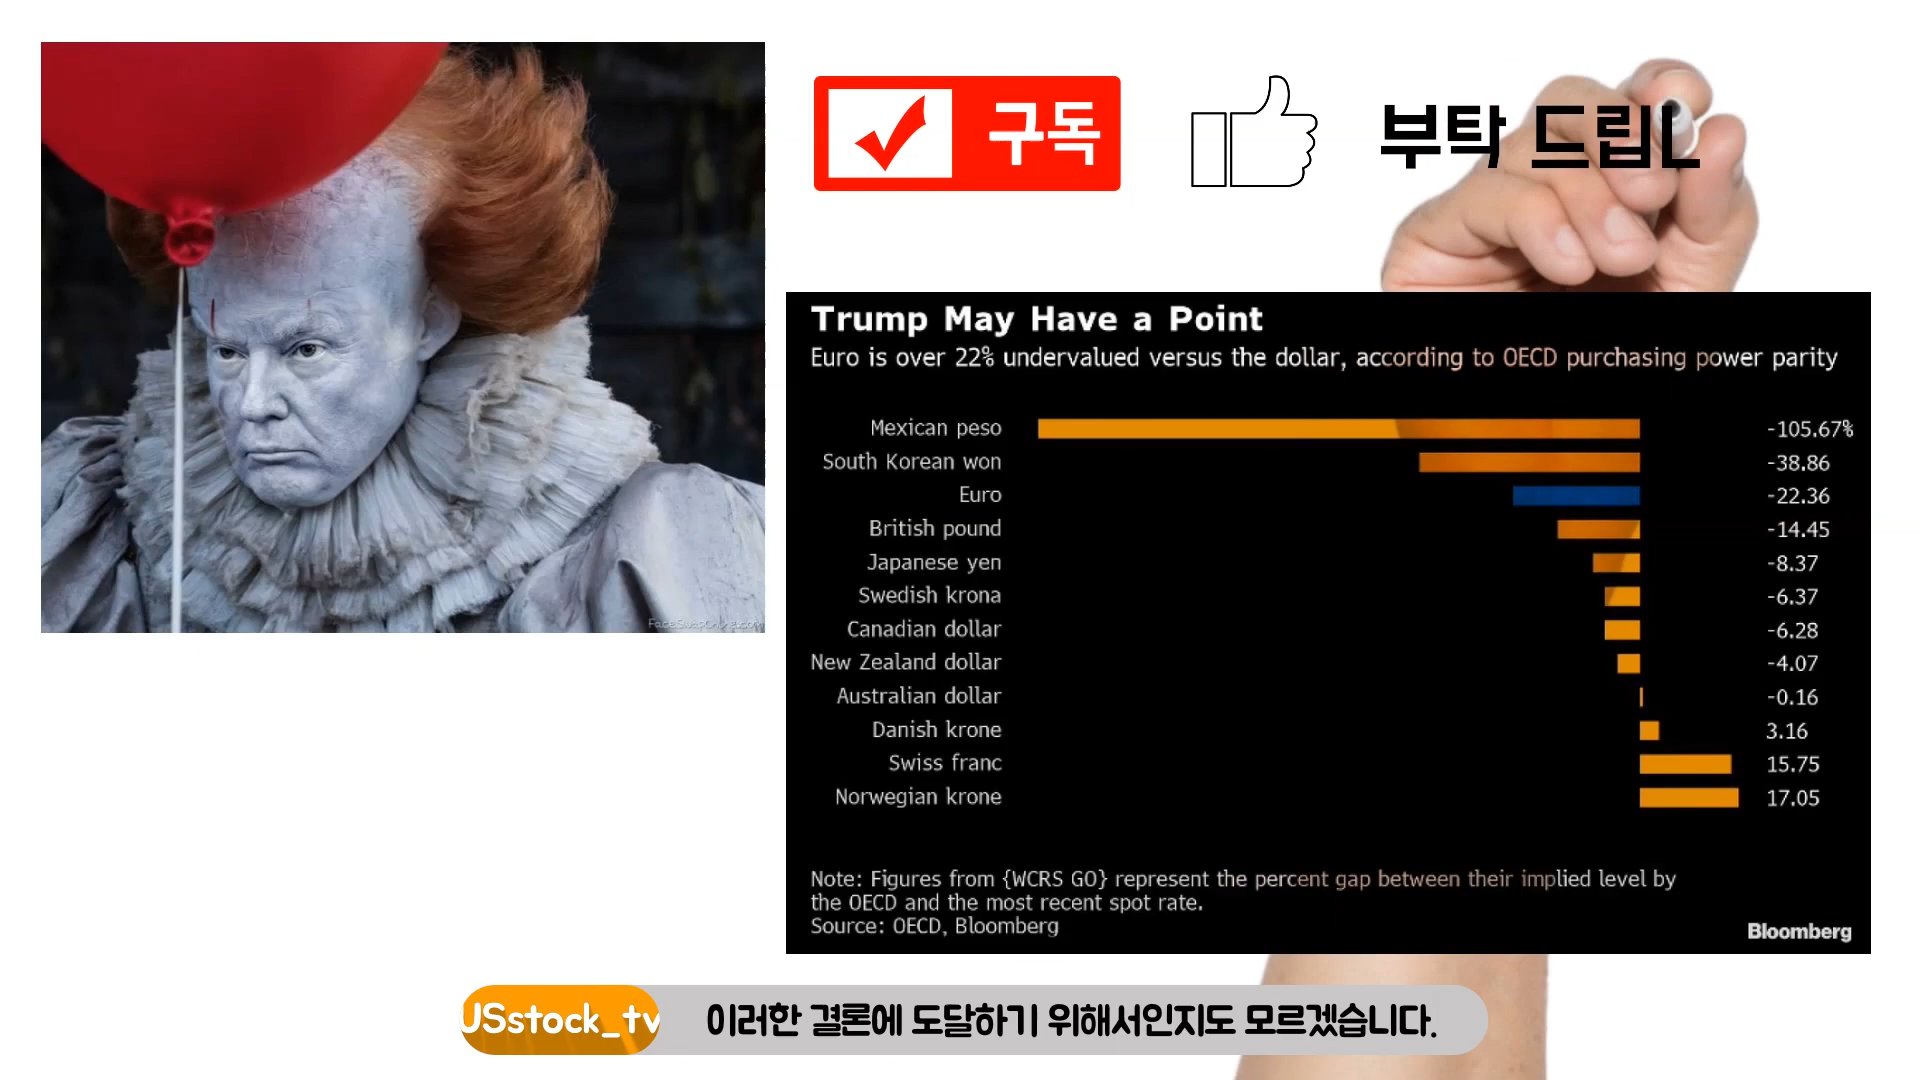 구독
부탁 드립L
FaceSwapOnline.com
Trump May Have a Point
Euro is over 22% undervalued versus the dollar, according to OECD purchasing power parity
Mexican peso -105.67%
South Korean won -38.86
Euro -22.36
British pound -14.45
Japanese yen -8.37
Swedish krona -6.37
Canadian dollar -6.28
New Zealand dollar -4.07
Australian dollar -0.16
Danish krone 3.16
Swiss franc 15.75
Norwegian krone 17.05
Note: Figures from {WCRS GO} represent the percent gap between their implied level by
the OECD and the most recent spot rate.
Source: OECD, Bloomberg
Bloomberg
USstock_tv 이러한 결론에 도달하기 위해서인지도 모르겠습니다.